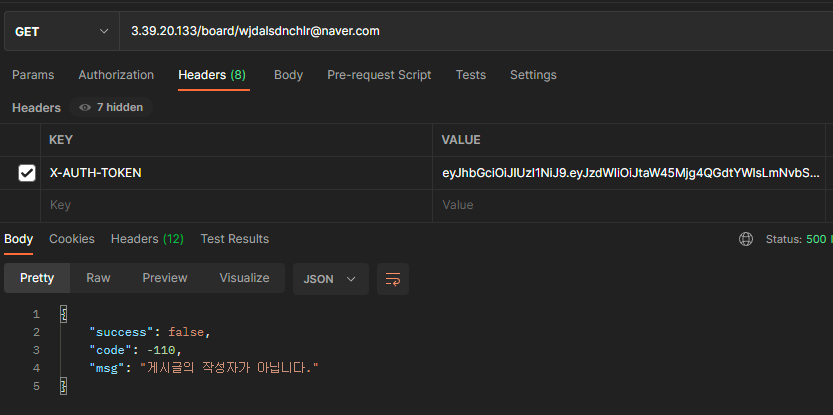 GET 3.39.20.133/board/wjdalsdnchlr@naver.com
Params Authorization Headers (8) Body Pre-request Script Tests Settings
Headers 7 hidden
KEY VALUE
X-AUTH-TOKEN eyJhbGciOiJIUzI1NiJ9.eyJzdWIiOiJtaW45Mjg4QGdtYWlsLmNvbS...
Key Value
Body Cookies Headers (12) Test Results Status: 500
Pretty Raw Preview Visualize JSON
1 {
2 "success": false,
3 "code": -110,
4 "msg": "게시글의 작성자가 아닙니다."
5 }